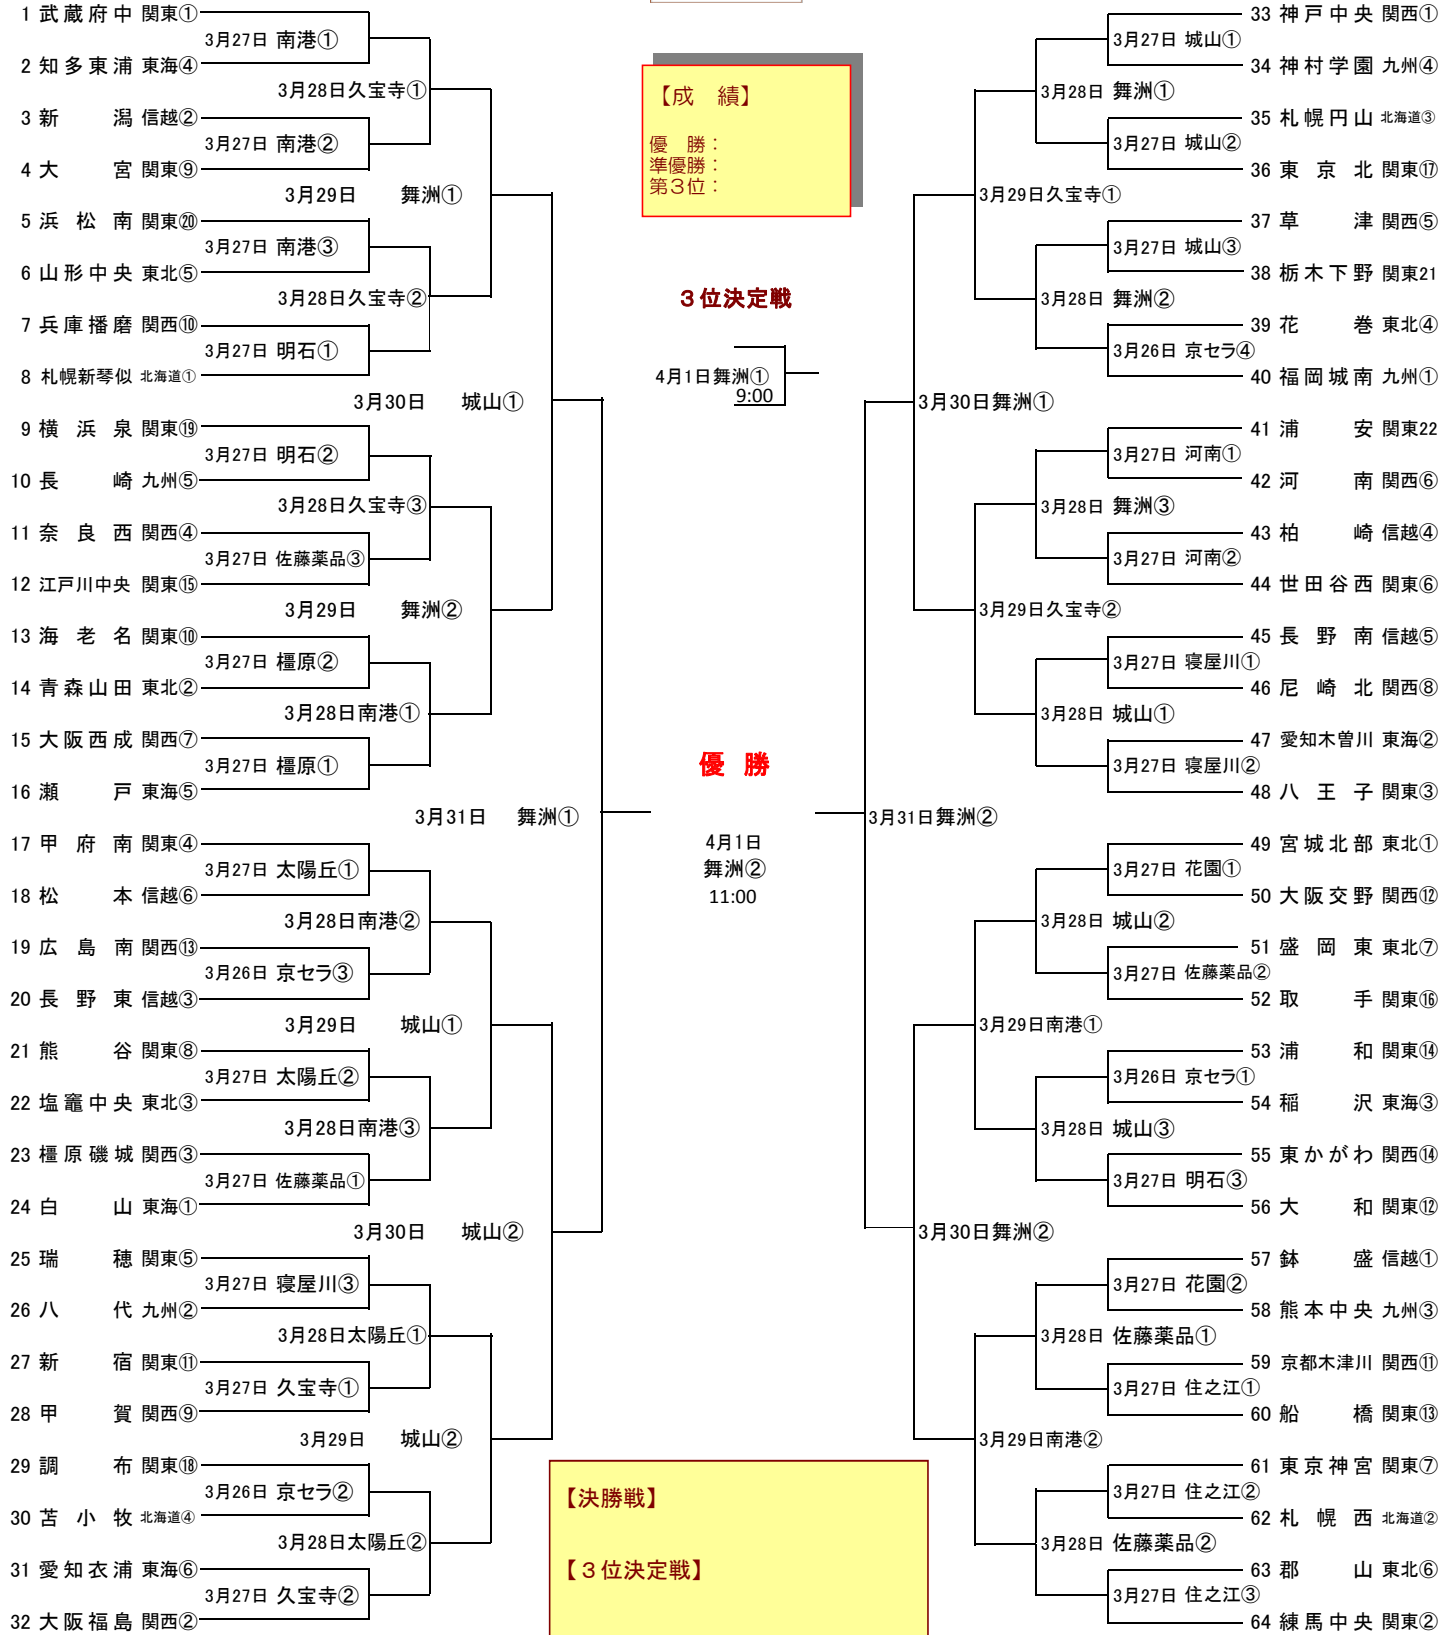 1 武蔵府中 関東①
3月27日 南港①
2 知多東浦 東海④
3月28日久宝寺①
3 新潟 信越②
3月27日 南港②
4 大宮 関東⑨
3月29日 舞洲①
5 浜松南 関東⑳
3月27日 南港③
6 山形中央 東北⑤
3月28日久宝寺②
7 兵庫播磨 関西⑩
3月27日 明石①
8 札幌新琴似 北海道①
3月30日 城山①
9 横浜泉 関東⑲
3月27日 明石②
10 長崎 九州⑤
3月28日久宝寺③
11 奈良西 関西④
3月27日 佐藤薬品③
12 江戸川中央 関東⑮
3月29日 舞洲②
13 海老名 関東⑩
3月27日 橿原②
14 青森山田 東北②
3月28日南港①
15 大阪西成 関西⑦
3月27日 橿原①
16 瀬戸 東海⑤
3月31日 舞洲①
17 甲府南 関東④
3月27日 太陽丘①
18 松本 信越⑥
3月28日南港②
19 広島南 関西⑬
3月26日 京セラ③
20 長野東 信越③
3月29日 城山①
21 熊谷 関東⑧
3月27日 太陽丘②
22 塩竈中央 東北③
3月28日南港③
23 橿原磯城 関西③
3月27日 佐藤薬品①
24 白山 東海①
3月30日 城山②
25 瑞穂 関東⑤
3月27日 寝屋川③
26 八代 九州②
3月28日太陽丘①
27 新宿 関東⑪
3月27日 久宝寺①
28 甲賀 関西⑨
3月29日 城山②
29 調布 関東⑱
3月26日 京セラ②
30 苫小牧 北海道④
3月28日太陽丘②
31 愛知衣浦 東海⑥
3月27日 久宝寺②
32 大阪福島 関西②
【成 績】
優 勝：
準優勝：
第３位：
３位決定戦
4月1日舞洲①
9:00
優 勝
4月1日
舞洲②
11:00
【決勝戦】
【３位決定戦】
33 神戸中央 関西①
3月27日 城山①
34 神村学園 九州④
3月28日 舞洲①
35 札幌円山 北海道③
3月27日 城山②
36 東京北 関東⑰
3月29日久宝寺①
37 草津 関西⑤
3月27日 城山③
38 栃木下野 関東21
3月28日 舞洲②
39 花巻 東北④
3月26日 京セラ④
40 福岡城南 九州①
3月30日舞洲①
41 浦安 関東22
3月27日 河南①
42 河南 関西⑥
3月28日 舞洲③
43 柏崎 信越④
3月27日 河南②
44 世田谷西 関東⑥
3月29日久宝寺②
45 長野南 信越⑤
3月27日 寝屋川①
46 尼崎北 関西⑧
3月28日 城山①
47 愛知木曽川 東海②
3月27日 寝屋川②
48 八王子 関東③
3月31日舞洲②
49 宮城北部 東北①
3月27日 花園①
50 大阪交野 関西⑫
3月28日 城山②
51 盛岡東 東北⑦
3月27日 佐藤薬品②
52 取手 関東⑯
3月29日南港①
53 浦和 関東⑭
3月26日 京セラ①
54 稲沢 東海③
3月28日 城山③
55 東かがわ 関西⑭
3月27日 明石③
56 大和 関東⑫
3月30日舞洲②
57 鉢盛 信越①
3月27日 花園②
58 熊本中央 九州③
3月28日 佐藤薬品①
59 京都木津川 関西⑪
3月27日 住之江①
60 船橋 関東⑬
3月29日南港②
61 東京神宮 関東⑦
3月27日 住之江②
62 札幌西 北海道②
3月28日 佐藤薬品②
63 郡山 東北⑥
3月27日 住之江③
64 練馬中央 関東②